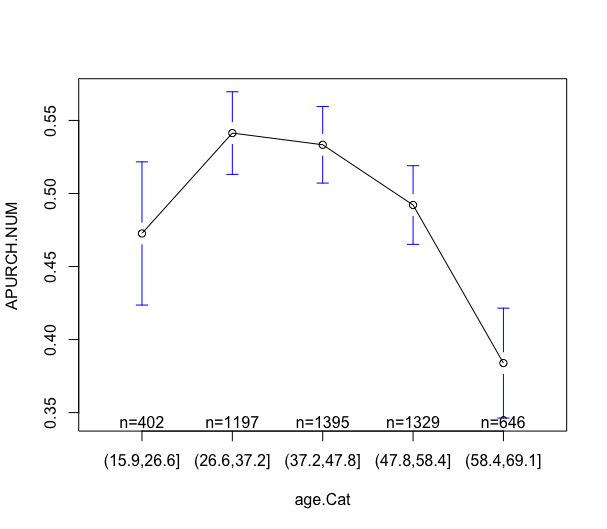 APURCH.NUM
0.55
0.50
0.45
0.40
0.35
n=402 n=1197 n=1395 n=1329 n=646
(15.9,26.6] (26.6,37.2] (37.2,47.8] (47.8,58.4] (58.4,69.1]
age.Cat